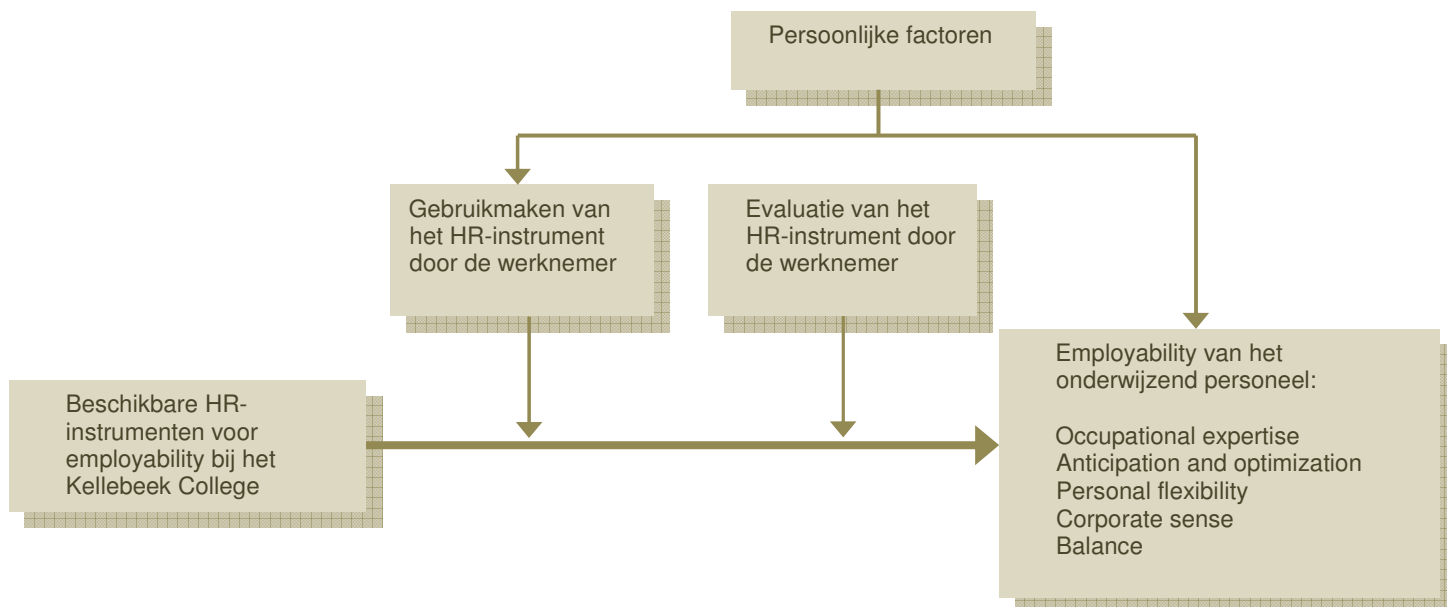 Persoonlijke factoren
Gebruikmaken van
het HR-instrument
door de werknemer
Evaluatie van het
HR-instrument door
de werknemer
Beschikbare HR-
instrumenten voor
employability bij het
Kellebeek College
Employability van het
onderwijzend personeel:
Occupational expertise
Anticipation and optimization
Personal flexibility
Corporate sense
Balance